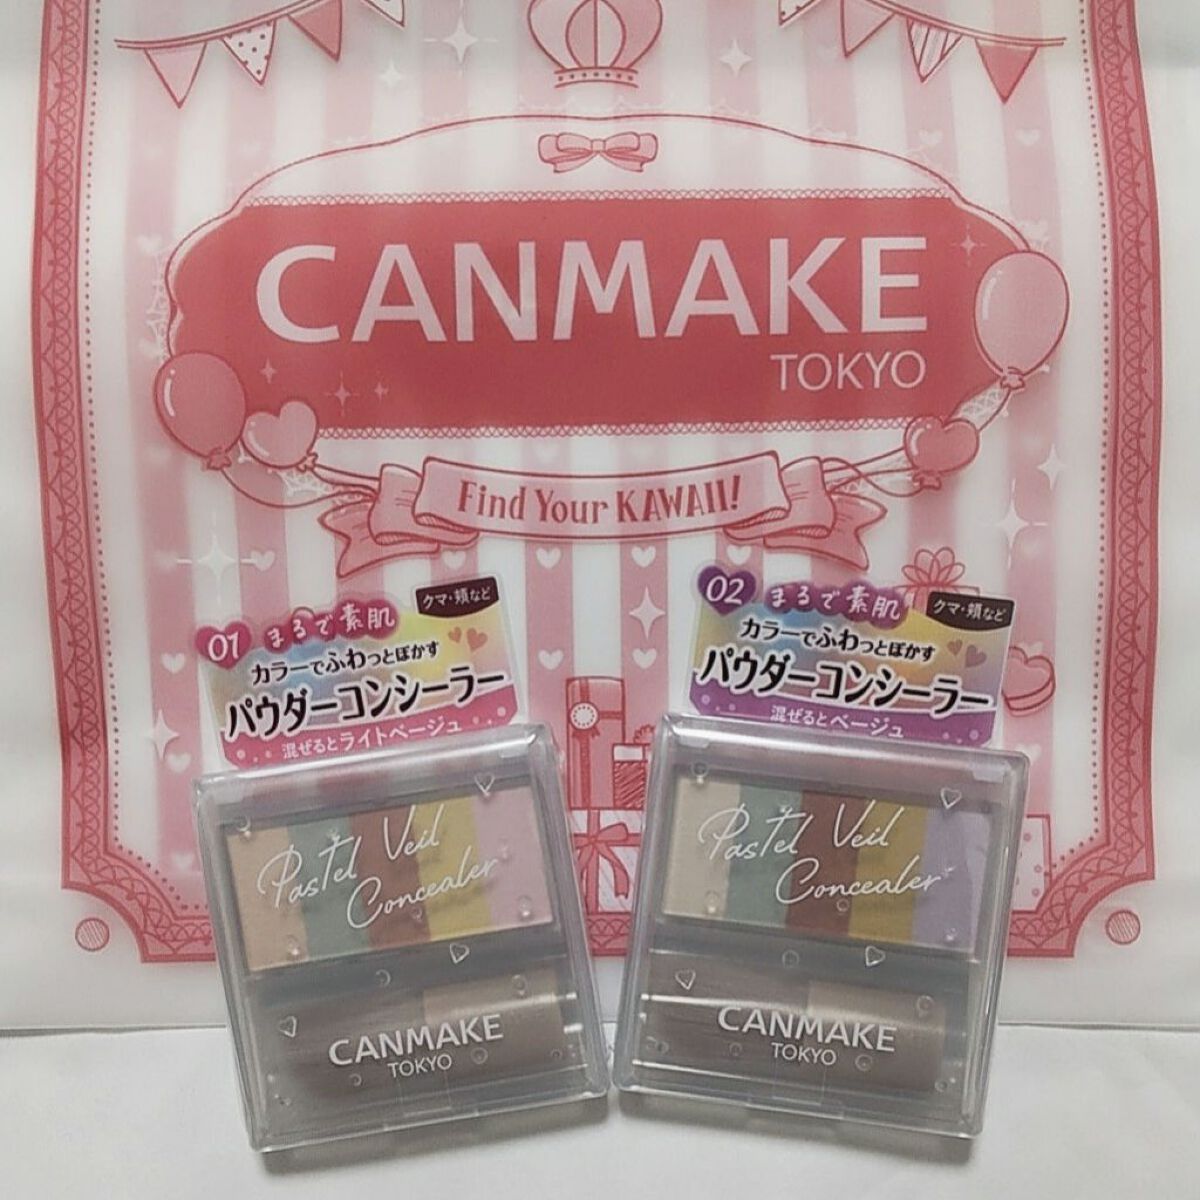 CANMAKE
TOKYO
Find Your KAWAII!
01 まるで素肌
クマ・頬など
カラーでふわっとぼかす
パウダーコンシーラー
混ぜるとライトベージュ
Pastel Veil
Concealer
CANMAKE
TOKYO
02 まるで素肌
クマ・頬など
カラーでふわっとぼかす
パウダーコンシーラー
混ぜるとベージュ
Pastel Veil
Concealer
CANMAKE
TOKYO